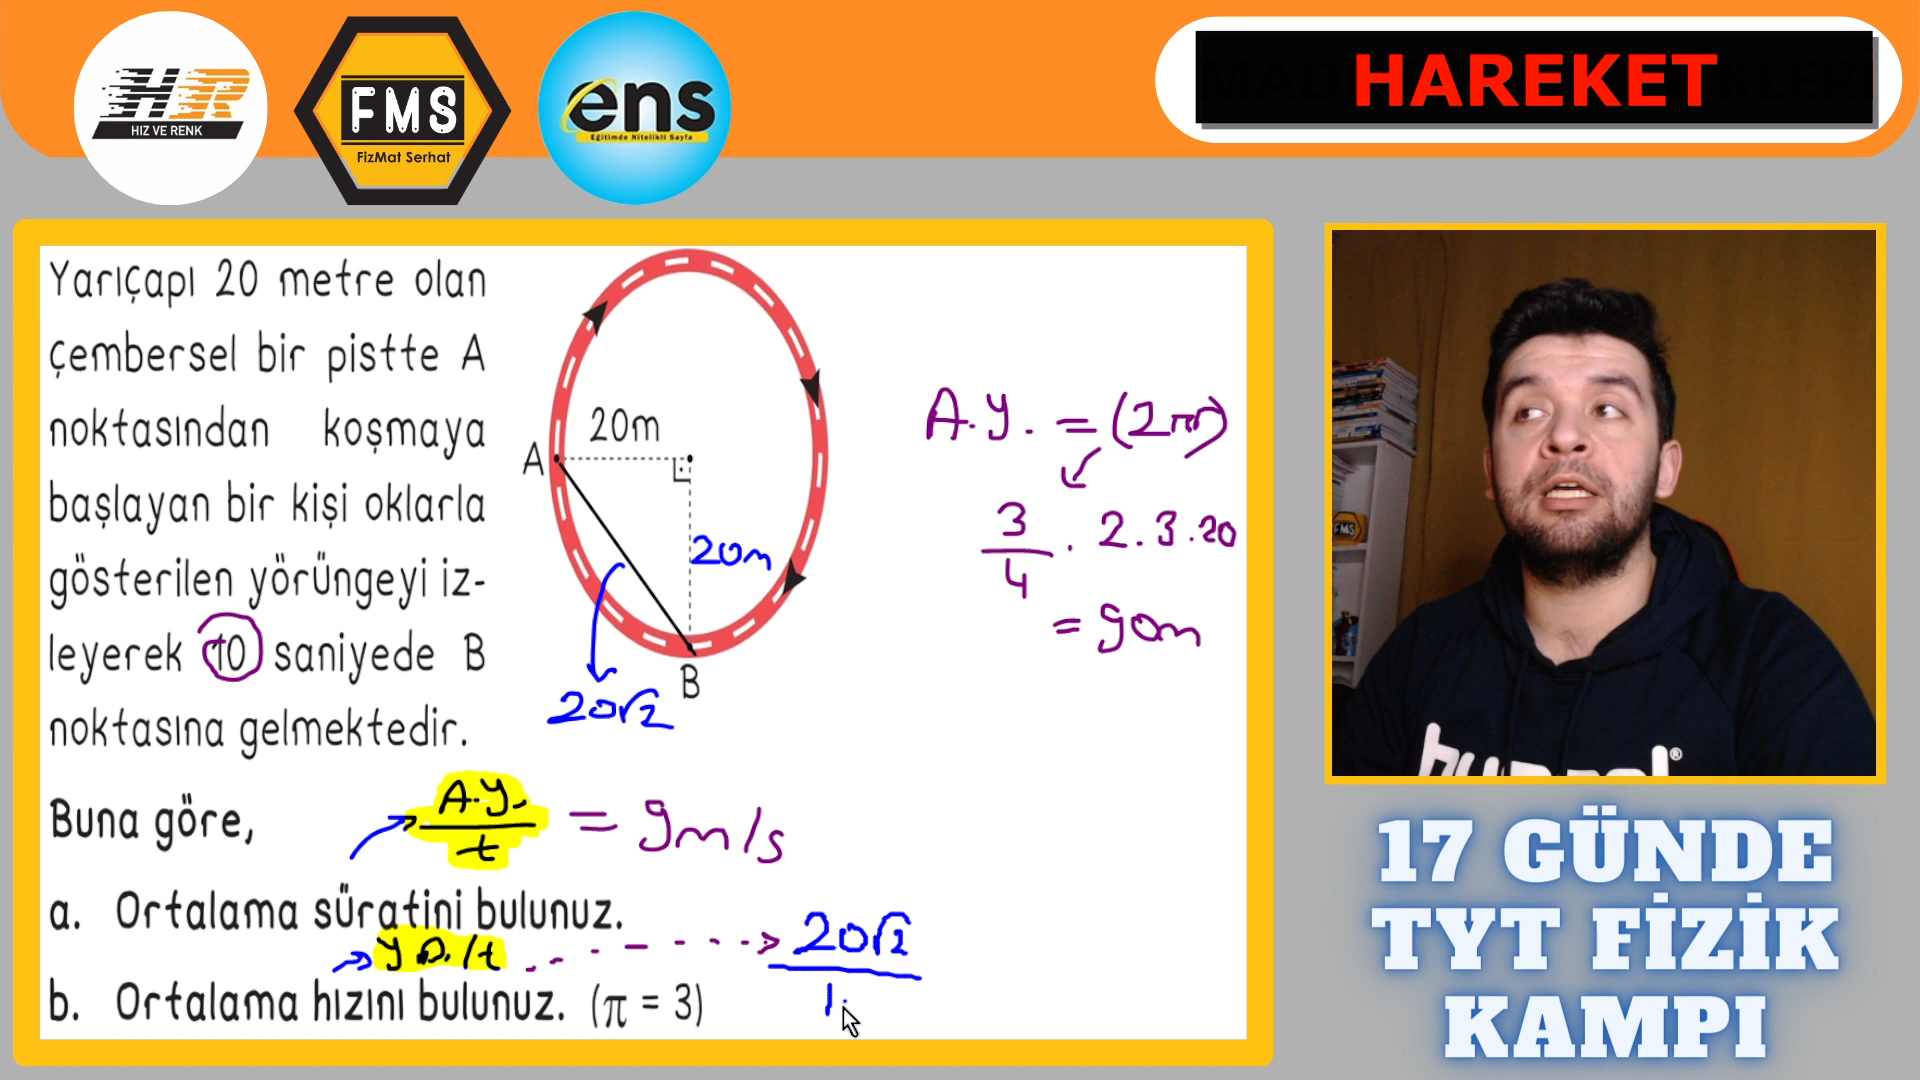 HR
HIZ VE RENK
FMS
FizMat Serhat
ens
Eğitimde Nitelikli Sayfa
HAREKET
Yarıçapı 20 metre olan
çembersel bir pistte A
noktasından koşmaya
başlayan bir kişi oklarla
gösterilen yörüngeyi iz-
leyerek 10 saniyede B
noktasına gelmektedir.
20m
A
20m
B
20√2
A.Y. = (2πr)
3/4 . 2.3.20
= 90m
Buna göre,
A.Y. / t = 9m/s
a. Ortalama süratini bulunuz.
y.D./t
20√2
1
b. Ortalama hızını bulunuz. (π = 3)
FMS
17 GÜNDE
TYT FİZİK
KAMPI